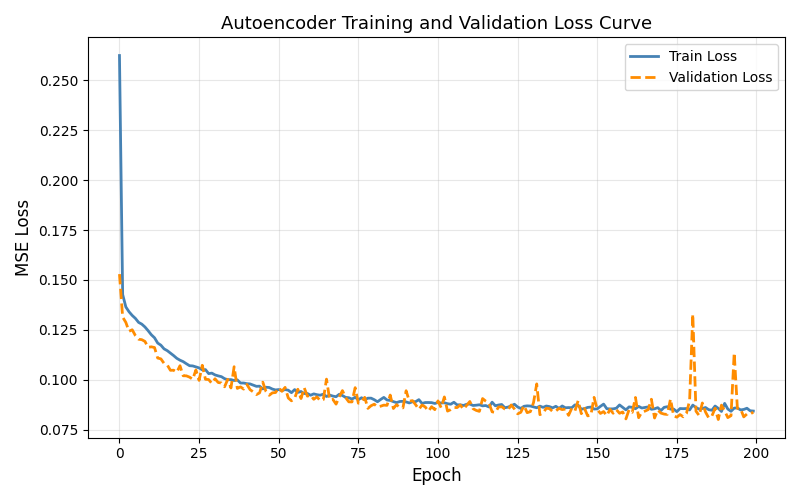 Autoencoder Training and Validation Loss Curve
Train Loss
Validation Loss
0.250
0.225
0.200
0.175
0.150
0.125
0.100
0.075
MSE Loss
0 25 50 75 100 125 150 175 200
Epoch